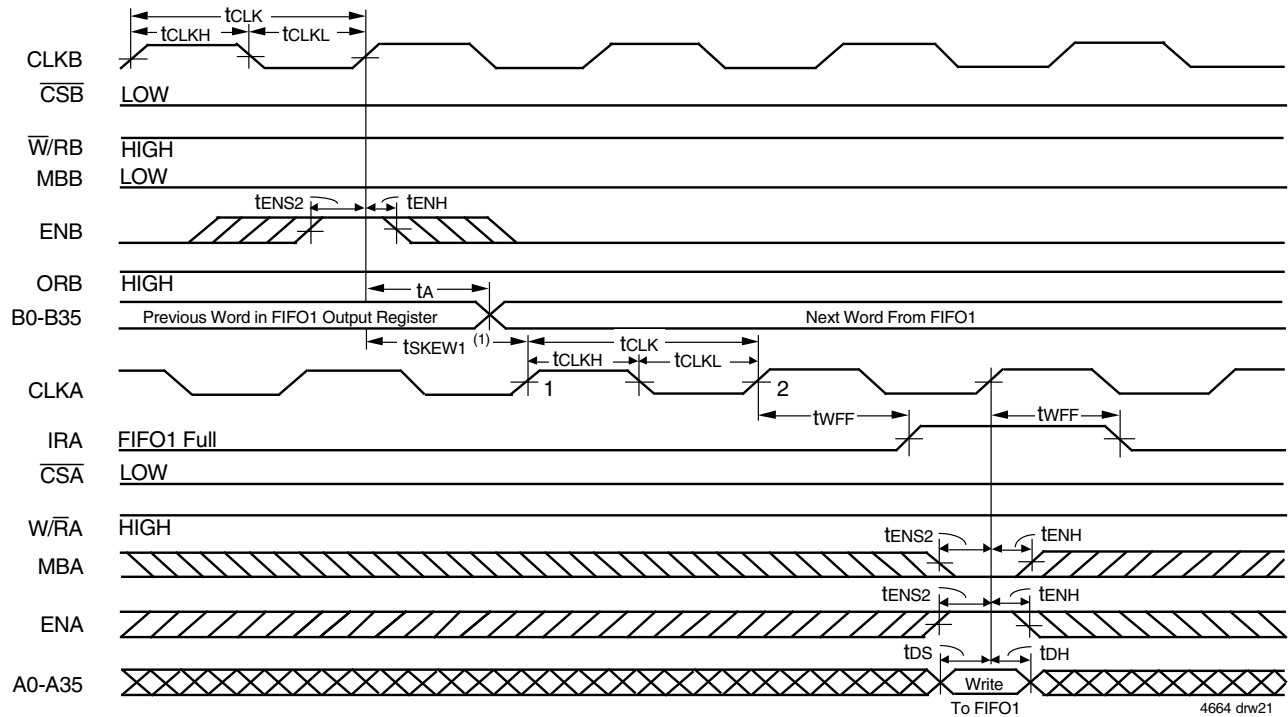 tCLK
tCLKH
tCLKL
CLKB
CSB
LOW
W/RB
HIGH
MBB
LOW
tENS2
tENH
ENB
ORB
HIGH
tA
B0-B35
Previous Word in FIFO1 Output Register
Next Word From FIFO1
tSKEW1 (1)
tCLK
tCLKH
tCLKL
CLKA
1
2
tWFF
tWFF
IRA
FIFO1 Full
CSA
LOW
W/RA
HIGH
tENS2
tENH
MBA
tENS2
tENH
ENA
tDS
tDH
A0-A35
Write
To FIFO1
4664 drw21